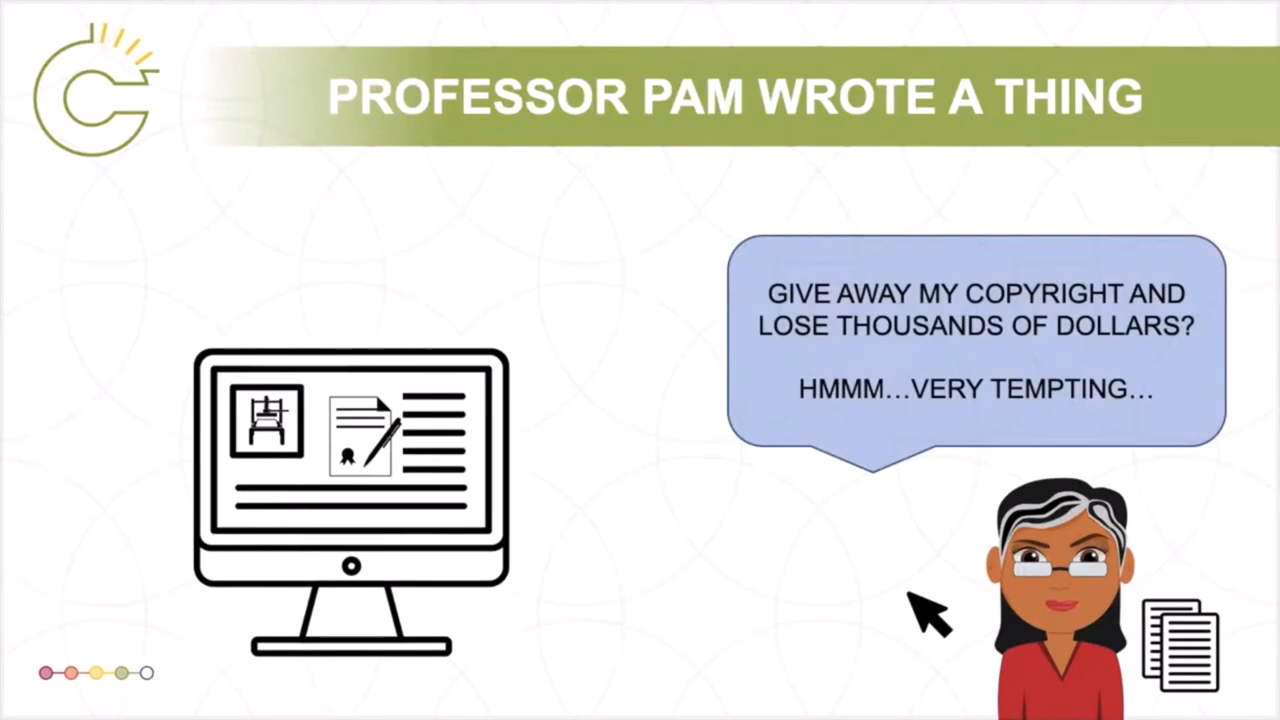 PROFESSOR PAM WROTE A THING
GIVE AWAY MY COPYRIGHT AND
LOSE THOUSANDS OF DOLLARS?
HMMM...VERY TEMPTING...